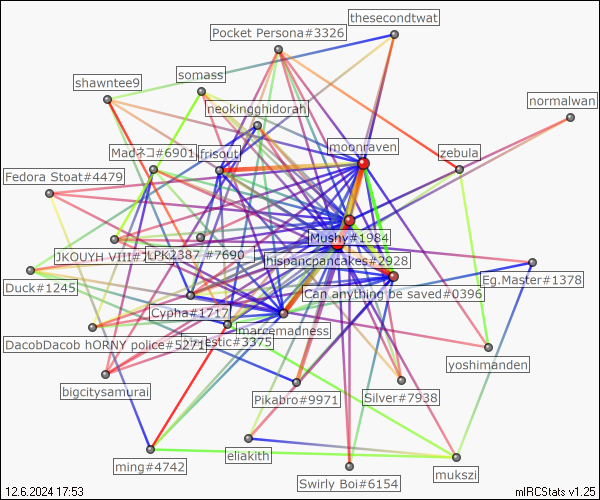 thesecondtwat
Pocket Persona#3326
somass
shawntee9
neokingghidorah
normalwan
moonraven
Madネコ#6901
frisout
zebula
Fedora Stoat#4479
Mushy#1984
JKOUYH VIII#
LPK2387 #7690
hispancpancakes#2928
Duck#1245
Eg.Master#1378
Can anything be saved#0396
Cypha#1717
marcemadness
DacobDacob hORNY police#5271
estic#3375
yoshimanden
bigcitysamurai
Pikabro#9971
Silver#7938
eliakith
ming#4742
mukszi
Swirly Boi#6154
12.6.2024 17:53
mIRCStats v1.25